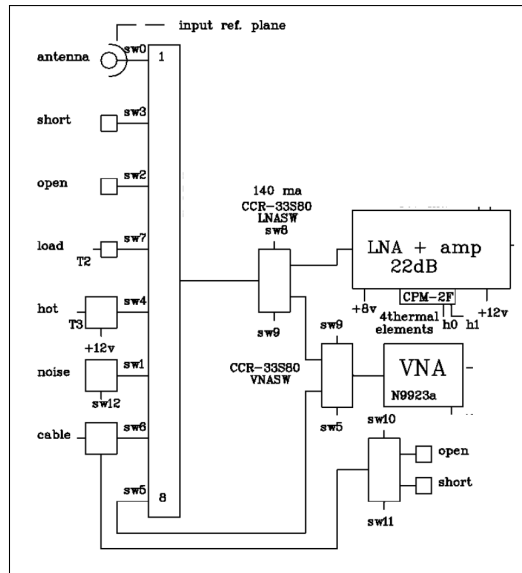 input ref. plane
antenna
sw0
1
short
sw3
open
sw2
load
sw7
T2
hot
sw4
T3
+12v
noise
sw1
sw12
cable
sw6
sw5
8
140 ma
CCR-33S80
LNASW
sw8
sw9
LNA + amp
22dB
CPM-2F
+8v
+12v
4thermal
elements
h0
h1
CCR-33S80
VNASW
sw9
sw5
VNA
N9923a
sw10
open
short
sw11